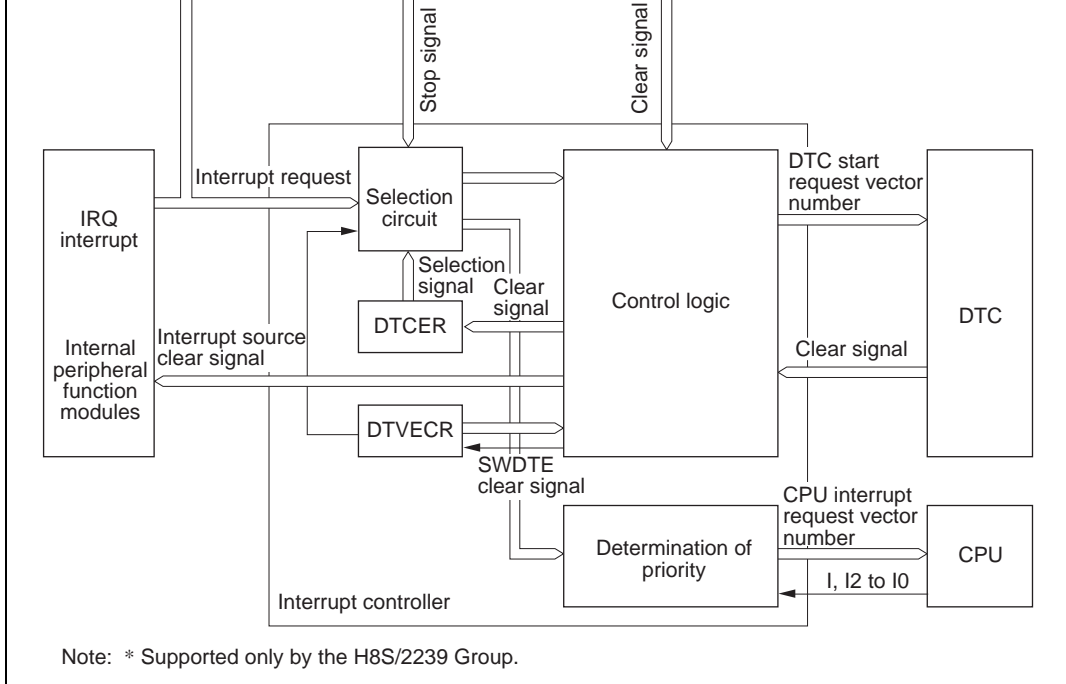 Stop signal
Clear signal
IRQ
interrupt
Internal
peripheral
function
modules
Interrupt request
Selection
circuit
DTC start
request vector
number
Selection
signal
Clear
signal
DTCER
Control logic
DTC
Interrupt source
clear signal
Clear signal
DTVECR
SWDTE
clear signal
CPU interrupt
request vector
number
Determination of
priority
CPU
I, I2 to I0
Interrupt controller
Note: * Supported only by the H8S/2239 Group.